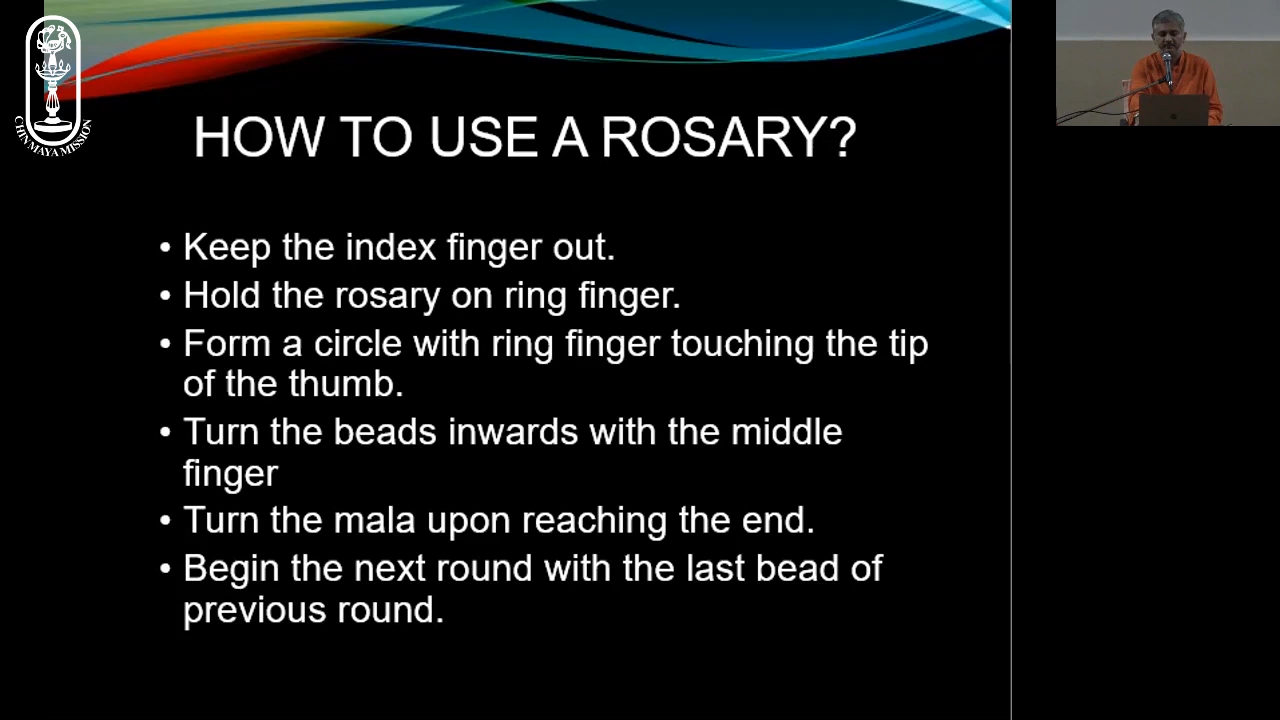 CHINMAYA MISSION
HOW TO USE A ROSARY?
• Keep the index finger out.
• Hold the rosary on ring finger.
• Form a circle with ring finger touching the tip
of the thumb.
• Turn the beads inwards with the middle
finger
• Turn the mala upon reaching the end.
• Begin the next round with the last bead of
previous round.